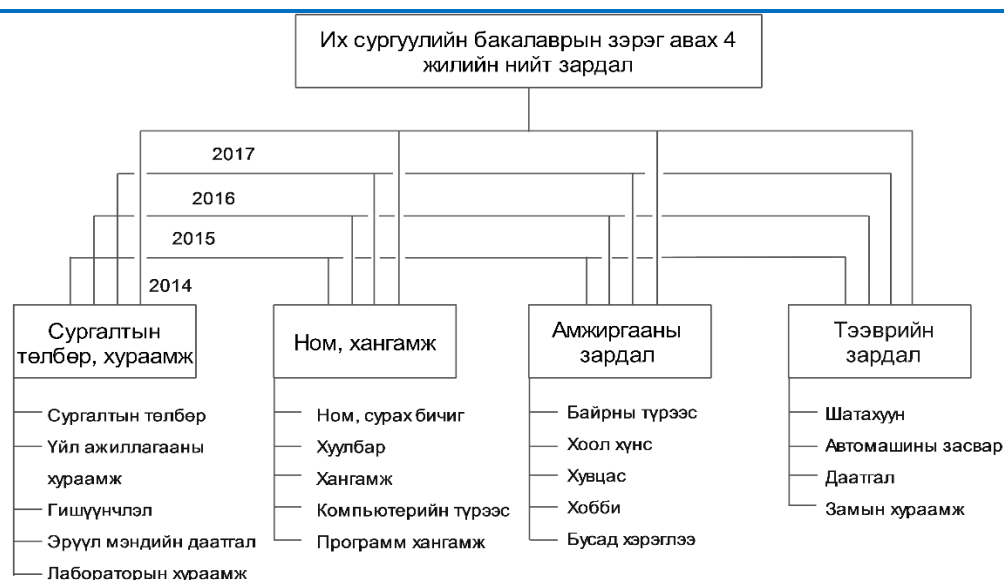 Их сургуулийн бакалаврын зэрэг авах 4
жилийн нийт зардал
2017
2016
2015
2014
Сургалтын
төлбөр, хураамж
Сургалтын төлбөр
Үйл ажиллагааны
хураамж
Гишүүнчлэл
Эрүүл мэндийн даатгал
Лабораторын хураамж
Ном, хангамж
Ном, сурах бичиг
Хуулбар
Хангамж
Компьютерийн түрээс
Программ хангамж
Амжиргааны
зардал
Байрны түрээс
Хоол хүнс
Хувцас
Хобби
Бусад хэрэглээ
Тээврийн
зардал
Шатахуун
Автомашины засвар
Даатгал
Замын хураамж